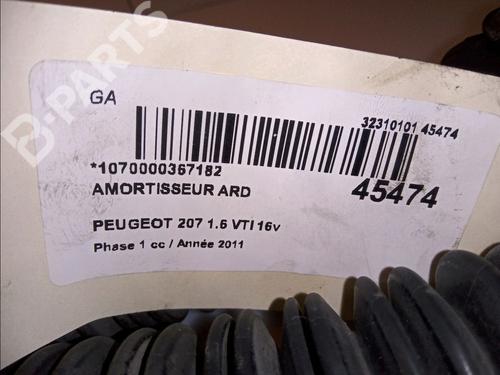 B-PARTS
GA
32310101 45474
*1070000367182
AMORTISSEUR ARD
45474
PEUGEOT 207 1.6 VTI 16v
Phase 1 cc / Année 2011